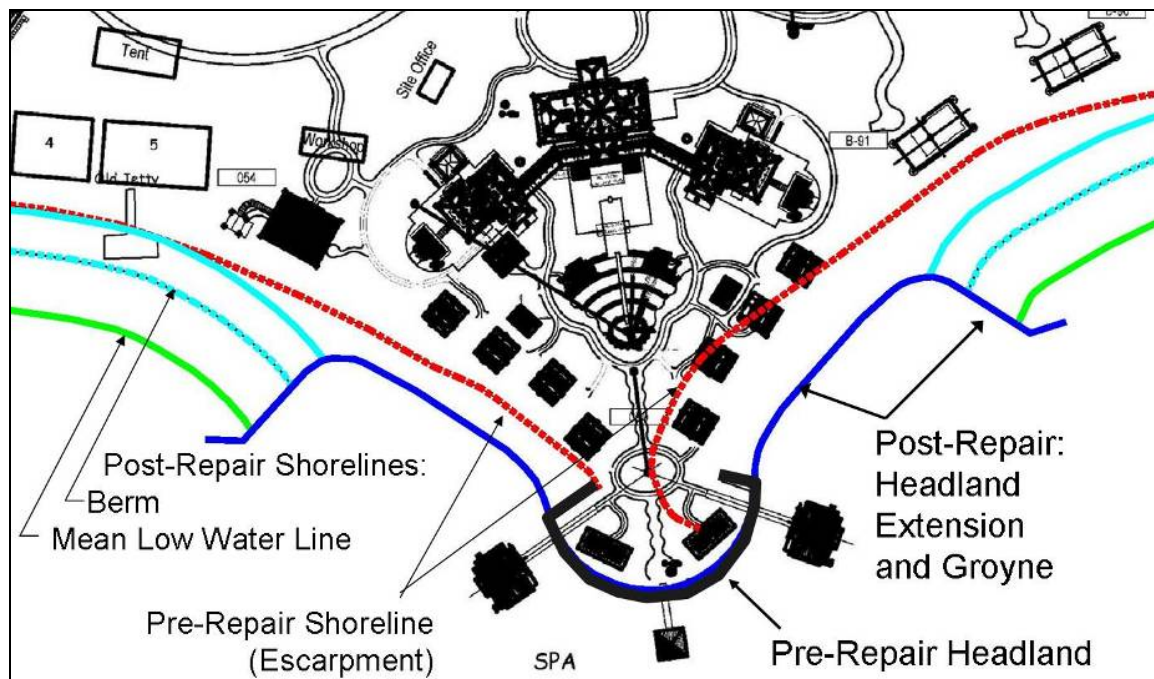 Tent
Site Office
4
5
Workshop
Old Jetty
054
B-91
Post-Repair Shorelines:
Berm
Mean Low Water Line
Pre-Repair Shoreline
(Escarpment)
SPA
Post-Repair:
Headland
Extension
and Groyne
Pre-Repair Headland